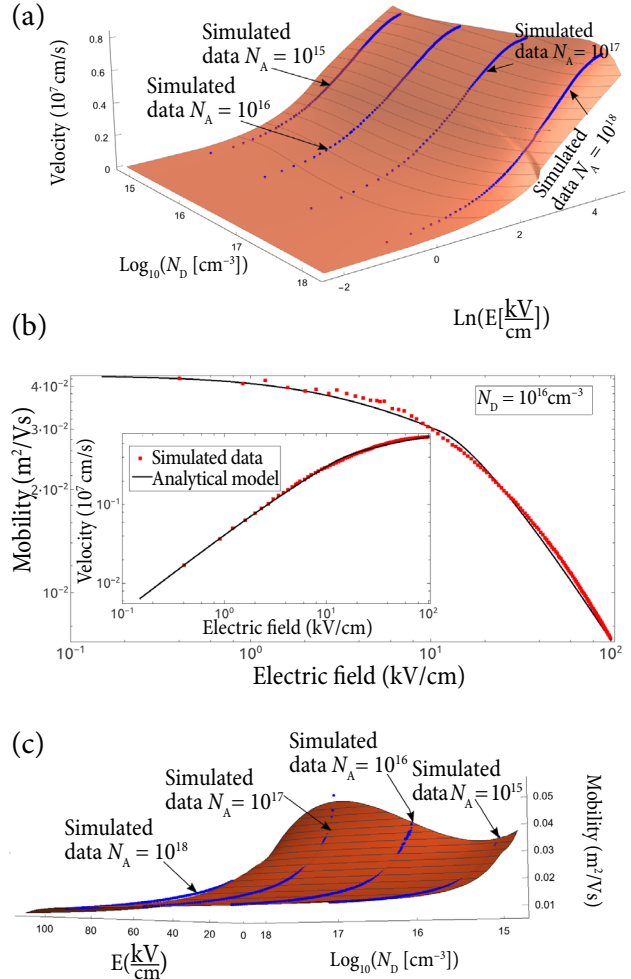 (a)
Simulated
data N_A = 10^15
Simulated
data N_A = 10^16
Simulated
data N_A = 10^17
Simulated
data N_A = 10^18
Velocity (10^7 cm/s)
0.8
0.6
0.4
0.2
0
15
16
17
18
Log_10(N_D [cm^-3])
-2
0
2
4
Ln(E[kV/cm])
(b)
Mobility (m^2/Vs)
4·10^-2
3·10^-2
2·10^-2
10^-2
N_D = 10^16cm^-3
Simulated data
Analytical model
Velocity (10^7 cm/s)
10^-1
10^-2
10^-1 10^0 10^1 10^2
Electric field (kV/cm)
10^-1 10^0 10^1 10^2
Electric field (kV/cm)
(c)
Simulated
data N_A= 10^16
Simulated
data N_A= 10^17
Simulated
data N_A= 10^15
Simulated
data N_A= 10^18
0.05
0.04
0.03
0.02
0.01
Mobility (m^2/Vs)
100 80 60 40 20 0 18 17 16 15
E(kV/cm)
Log_10(N_D [cm^-3])